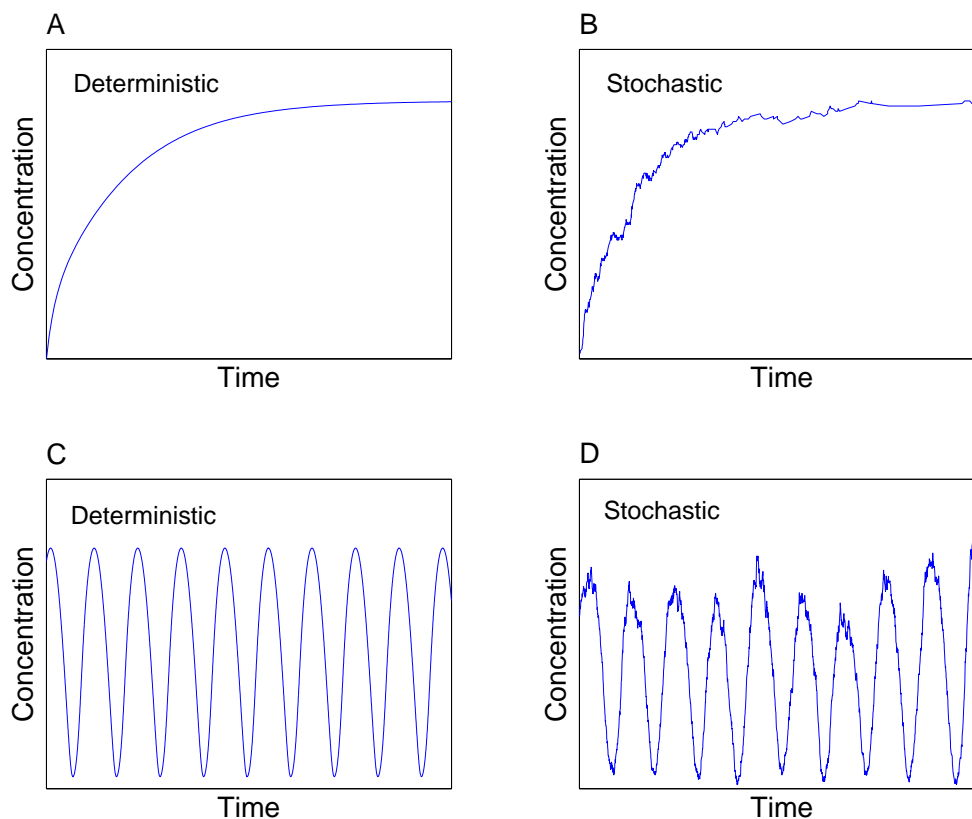 A
Deterministic
Concentration
Time
B
Stochastic
Concentration
Time
C
Deterministic
Concentration
Time
D
Stochastic
Concentration
Time